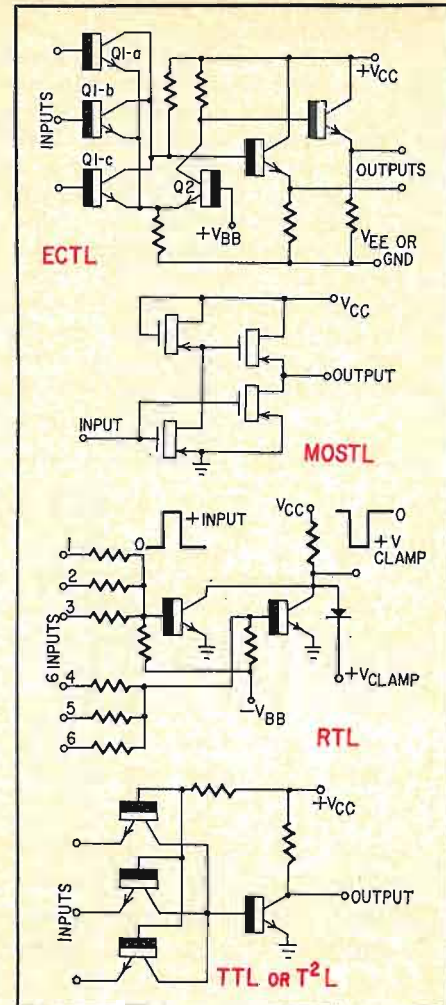 Q1-a
+VCC
Q1-b
INPUTS
Q1-c
OUTPUTS
Q2
+VBB
VEE OR
GND
ECTL
VCC
OUTPUT
INPUT
MOSTL
VCC
+INPUT
0
0
+V
CLAMP
1
2
3
6 INPUTS
4
5
6
+VCLAMP
-VBB
RTL
+VCC
INPUTS
OUTPUT
TTL OR T²L